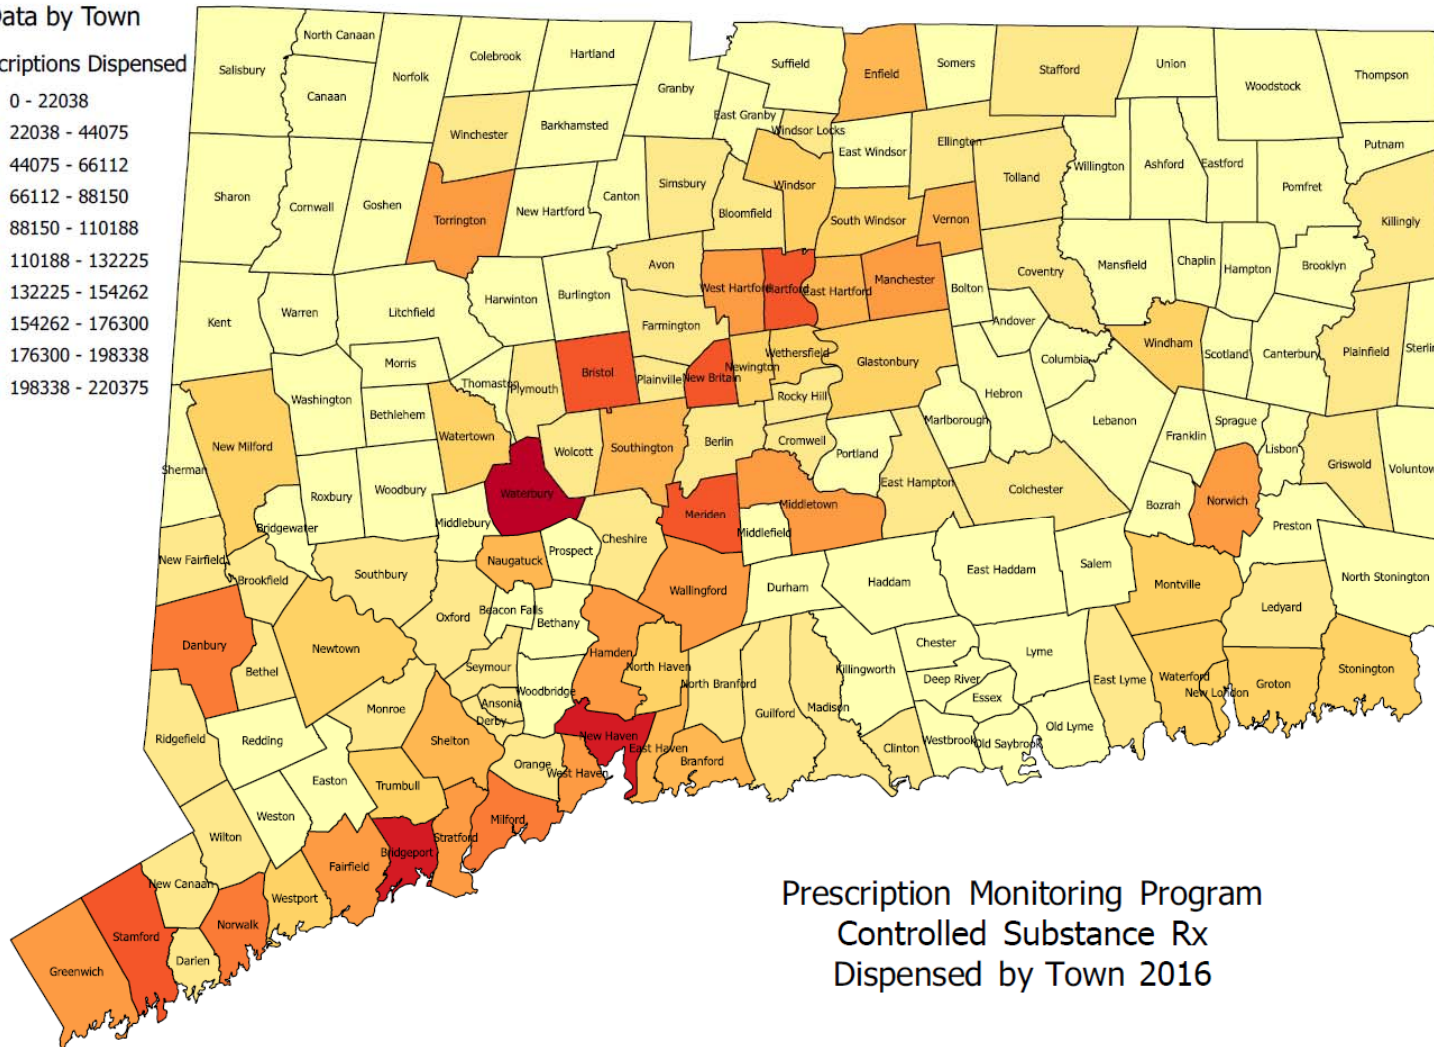 ata by Town
criptions Dispensed
0 - 22038
22038 - 44075
44075 - 66112
66112 - 88150
88150 - 110188
110188 - 132225
132225 - 154262
154262 - 176300
176300 - 198338
198338 - 220375
North Canaan
Colebrook
Hartland
Suffield
Somers
Union
Salisbury
Norfolk
Enfield
Stafford
Thompson
Canaan
Granby
Woodstock
East Granby
Winchester
Barkhamsted
Windsor Locks
East Windsor
Ellington
Putnam
Willington
Ashford
Eastford
Simsbury
Windsor
Tolland
Pomfret
Sharon
Cornwall
Goshen
Torrington
New Hartford
Canton
Bloomfield
South Windsor
Vernon
Killingly
Avon
Coventry
Mansfield
Chaplin
Hampton
Brooklyn
West Hartford
Hartford
East Hartford
Manchester
Bolton
Harwinton
Burlington
Kent
Warren
Litchfield
Farmington
Andover
Morris
Bristol
Plainville
New Britain
Newington
Wethersfield
Glastonbury
Columbia
Windham
Scotland
Canterbury
Plainfield
Sterlin
Thomaston
Plymouth
Washington
Bethlehem
Rocky Hill
Hebron
Marlborough
Lebanon
Franklin
Sprague
Lisbon
New Milford
Watertown
Wolcott
Southington
Berlin
Cromwell
Portland
Griswold
Voluntow
Sherman
Roxbury
Woodbury
Waterbury
East Hampton
Colchester
Bozrah
Norwich
Bridgewater
Middlebury
Meriden
Middletown
Middlefield
Preston
Cheshire
Prospect
Naugatuck
New Fairfield
Brookfield
Southbury
Wallingford
Durham
Haddam
East Haddam
Salem
Montville
North Stonington
Oxford
Beacon Falls
Bethany
Ledyard
Danbury
Bethel
Newtown
Hamden
North Haven
Chester
Lyme
Seymour
Killingworth
Deep River
Essex
East Lyme
Waterford
New London
Groton
Stonington
Woodbridge
North Branford
Ansonia
Derby
Monroe
Guilford
Madison
Ridgefield
Redding
Shelton
New Haven
East Haven
Branford
Clinton
Westbrook
Old Saybrook
Old Lyme
Orange
West Haven
Easton
Trumbull
Weston
Milford
Wilton
Stratford
Bridgeport
Fairfield
New Canaan
Westport
Norwalk
Stamford
Darien
Greenwich
Prescription Monitoring Program
Controlled Substance Rx
Dispensed by Town 2016